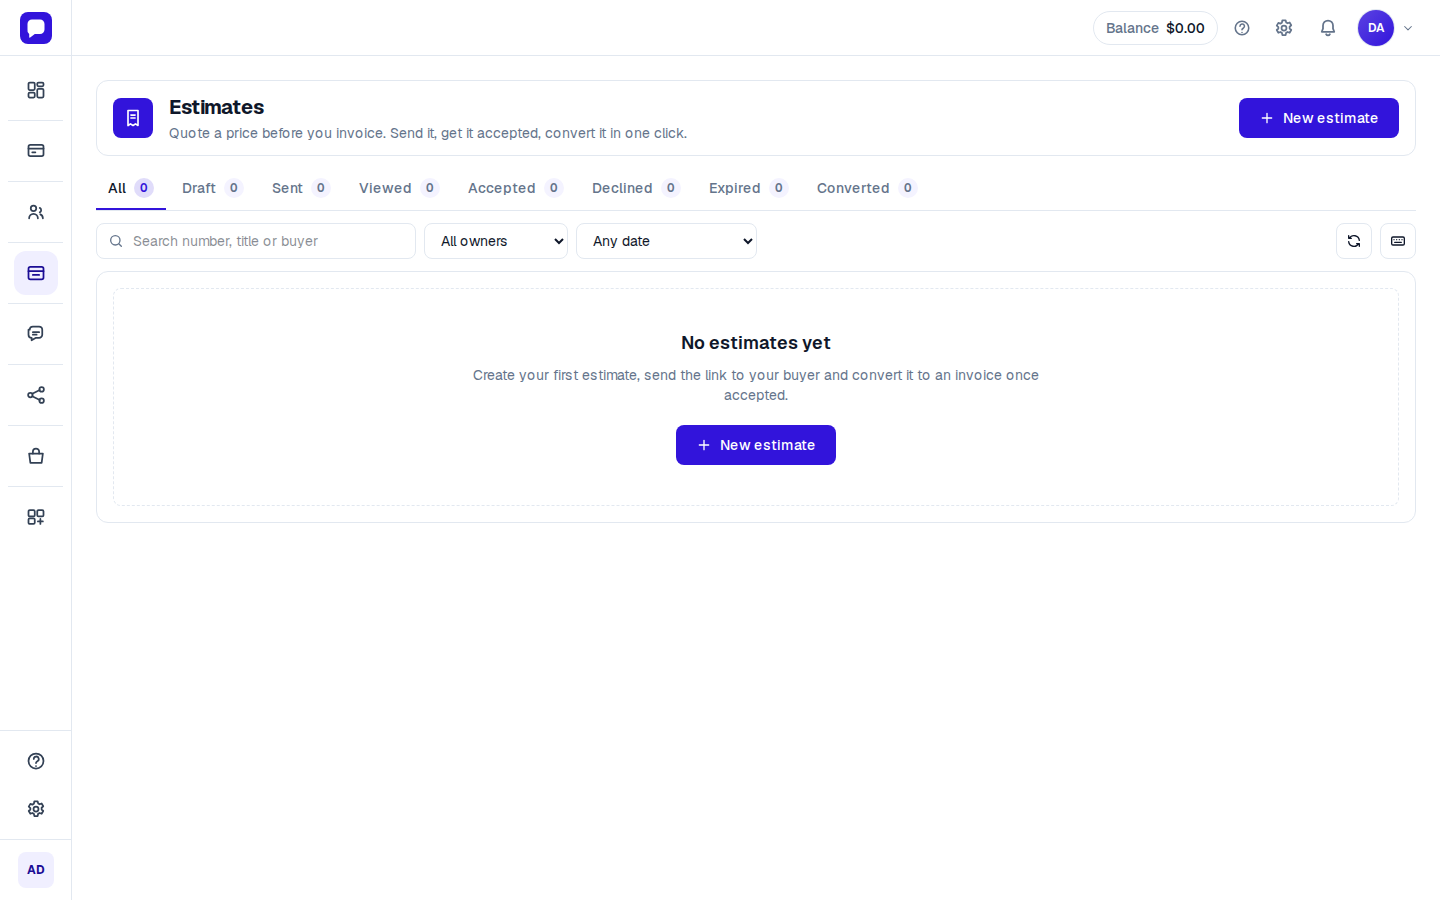 Balance $0.00
DA
Estimates
Quote a price before you invoice. Send it, get it accepted, convert it in one click.
New estimate
All 0 Draft 0 Sent 0 Viewed 0 Accepted 0 Declined 0 Expired 0 Converted 0
Search number, title or buyer
All owners
Any date
No estimates yet
Create your first estimate, send the link to your buyer and convert it to an invoice once
accepted.
New estimate
AD